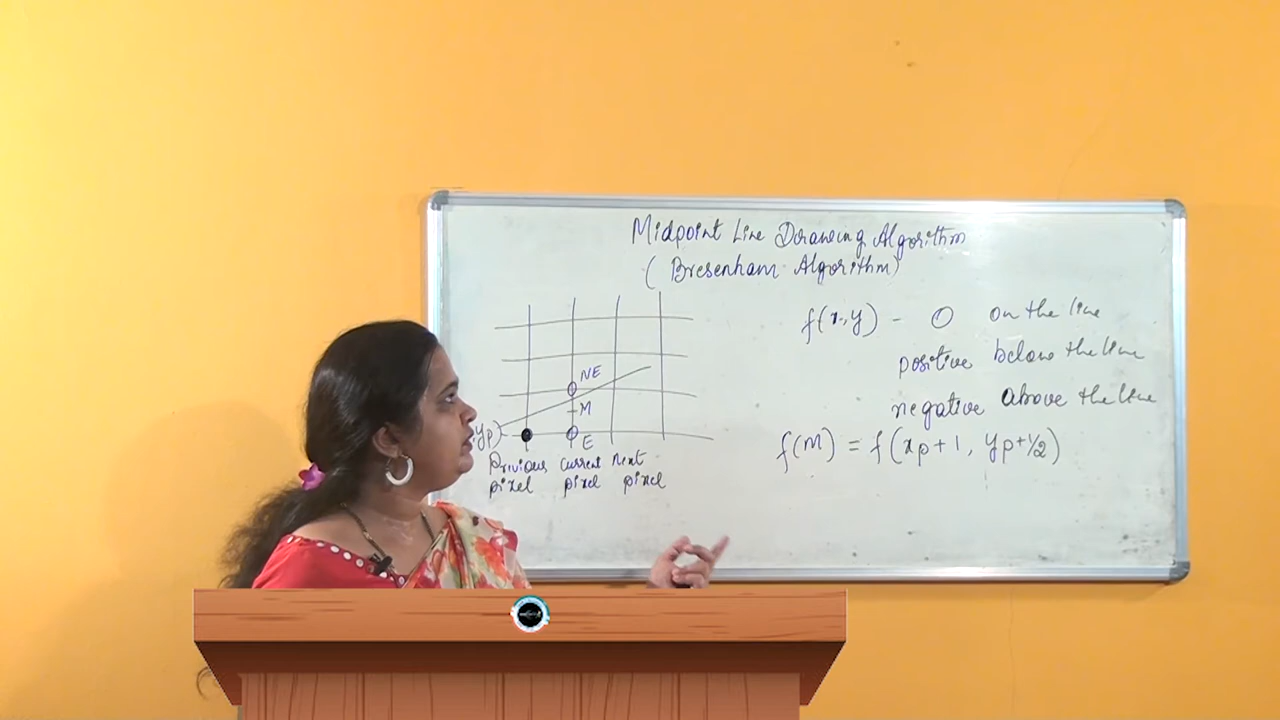 Midpoint Line Drawing Algorithm
(Bresenham Algorithm)
f(x,y) - 0 on the line
positive below the line
negative above the line
f(M) = f(xp+1, yp+1/2)
NE
M
E
yp)
Previous pixel
Current pixel
Next pixel